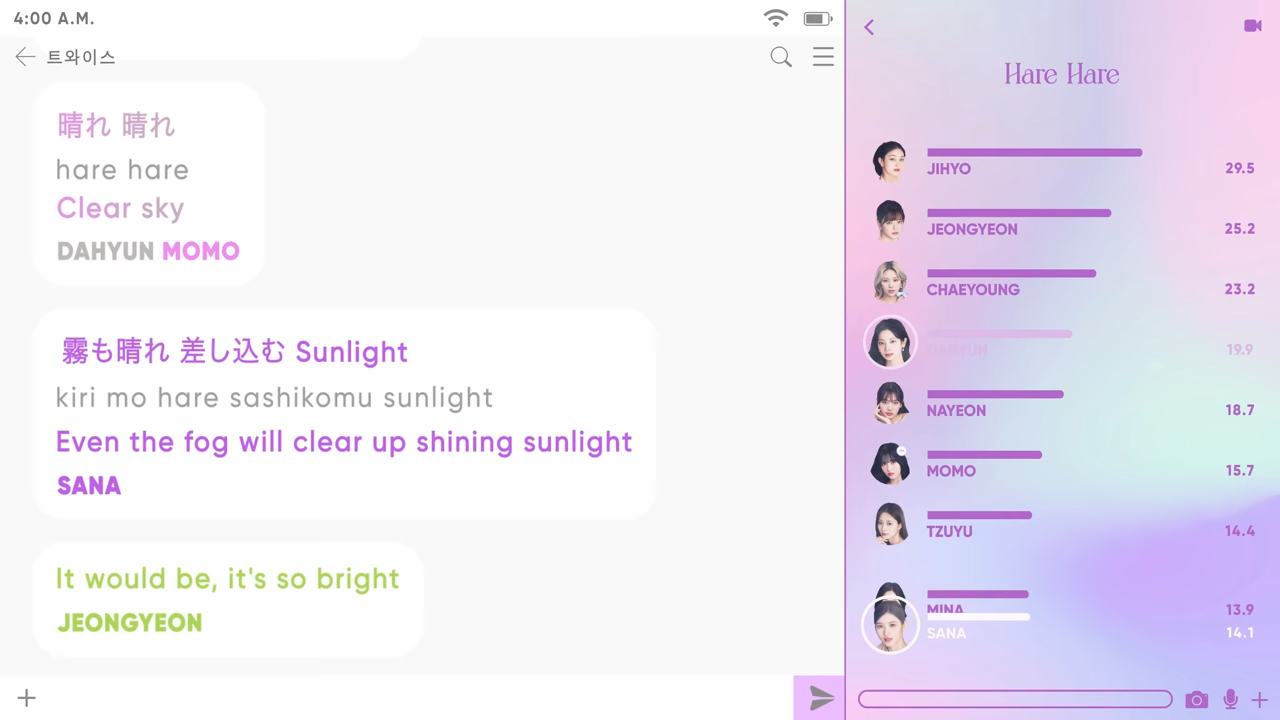 4:00 A.M.
트와이스
晴れ 晴れ
hare hare
Clear sky
DAHYUN MOMO
霧も晴れ 差し込む Sunlight
kiri mo hare sashikomu sunlight
Even the fog will clear up shining sunlight
SANA
It would be, it's so bright
JEONGYEON
Hare Hare
JIHYO 29.5
JEONGYEON 25.2
CHAEYOUNG 23.2
DAHYUN 19.9
NAYEON 18.7
MOMO 15.7
TZUYU 14.4
MINA 13.9
SANA 14.1